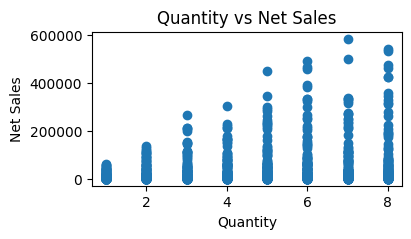 Quantity vs Net Sales
600000
400000
200000
0
Net Sales
2 4 6 8
Quantity